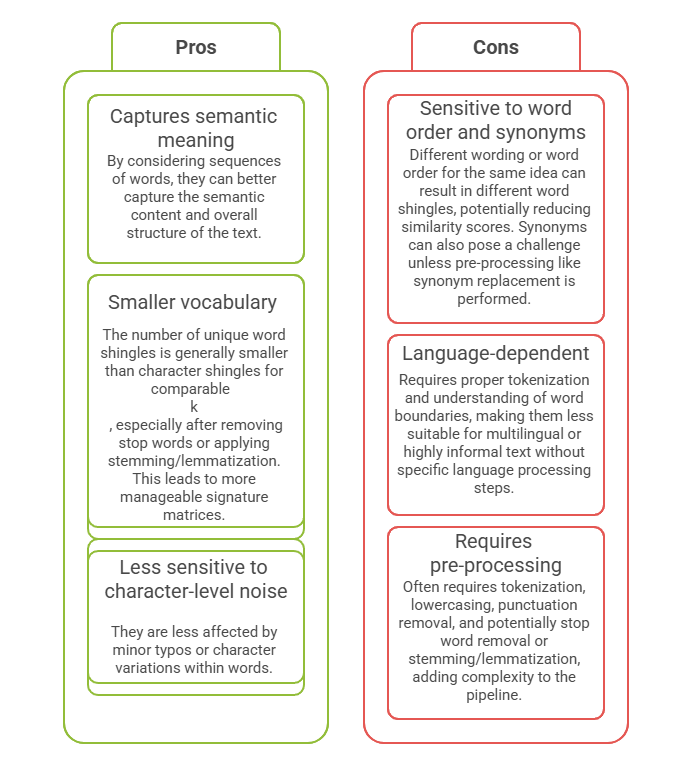 Pros
Captures semantic
meaning
By considering sequences
of words, they can better
capture the semantic
content and overall
structure of the text.
Smaller vocabulary
The number of unique word
shingles is generally smaller
than character shingles for
comparable
k
, especially after removing
stop words or applying
stemming/lemmatization.
This leads to more
manageable signature
matrices.
Less sensitive to
character-level noise
They are less affected by
minor typos or character
variations within words.
Cons
Sensitive to word
order and synonyms
Different wording or word
order for the same idea can
result in different word
shingles, potentially reducing
similarity scores. Synonyms
can also pose a challenge
unless pre-processing like
synonym replacement is
performed.
Language-dependent
Requires proper tokenization
and understanding of word
boundaries, making them less
suitable for multilingual or
highly informal text without
specific language processing
steps.
Requires
pre-processing
Often requires tokenization,
lowercasing, punctuation
removal, and potentially stop
word removal or
stemming/lemmatization,
adding complexity to the
pipeline.